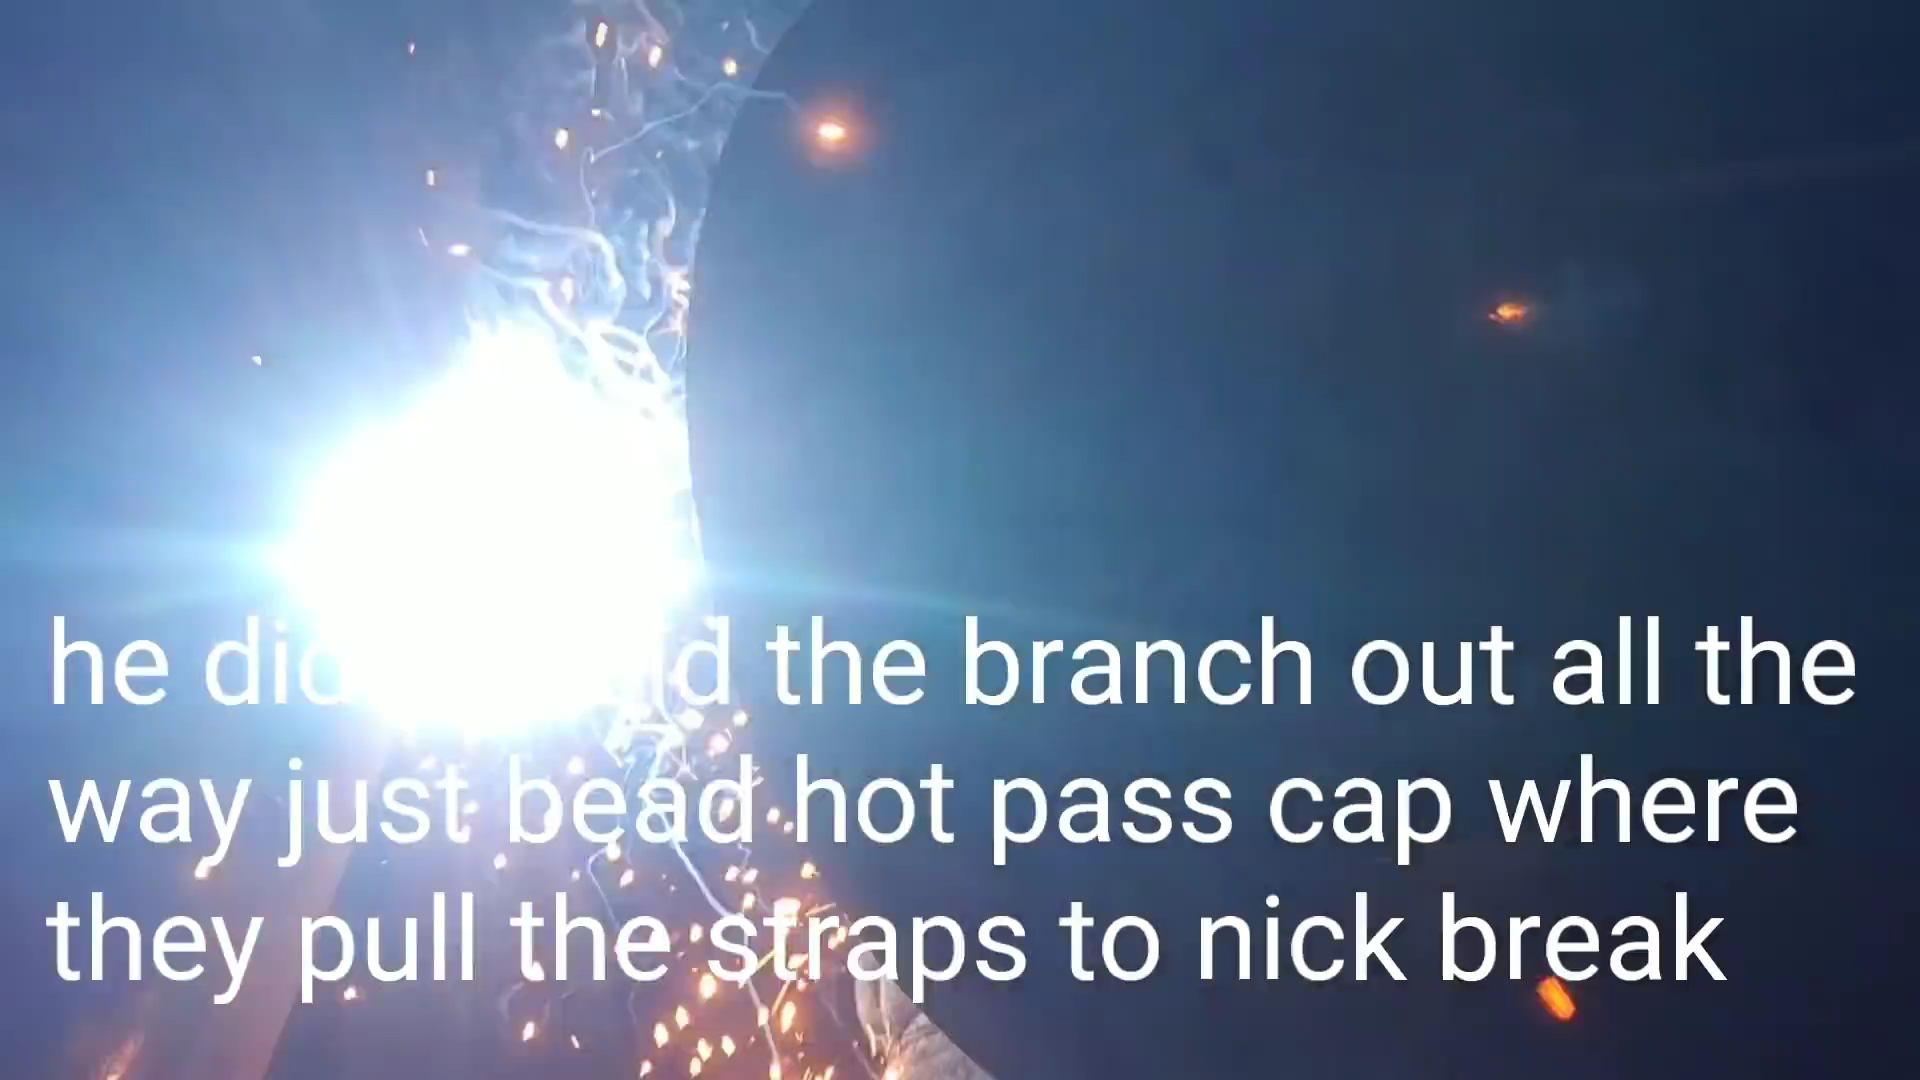 he the branch out all the
way just bead hot pass cap where
they pull the straps to nick break